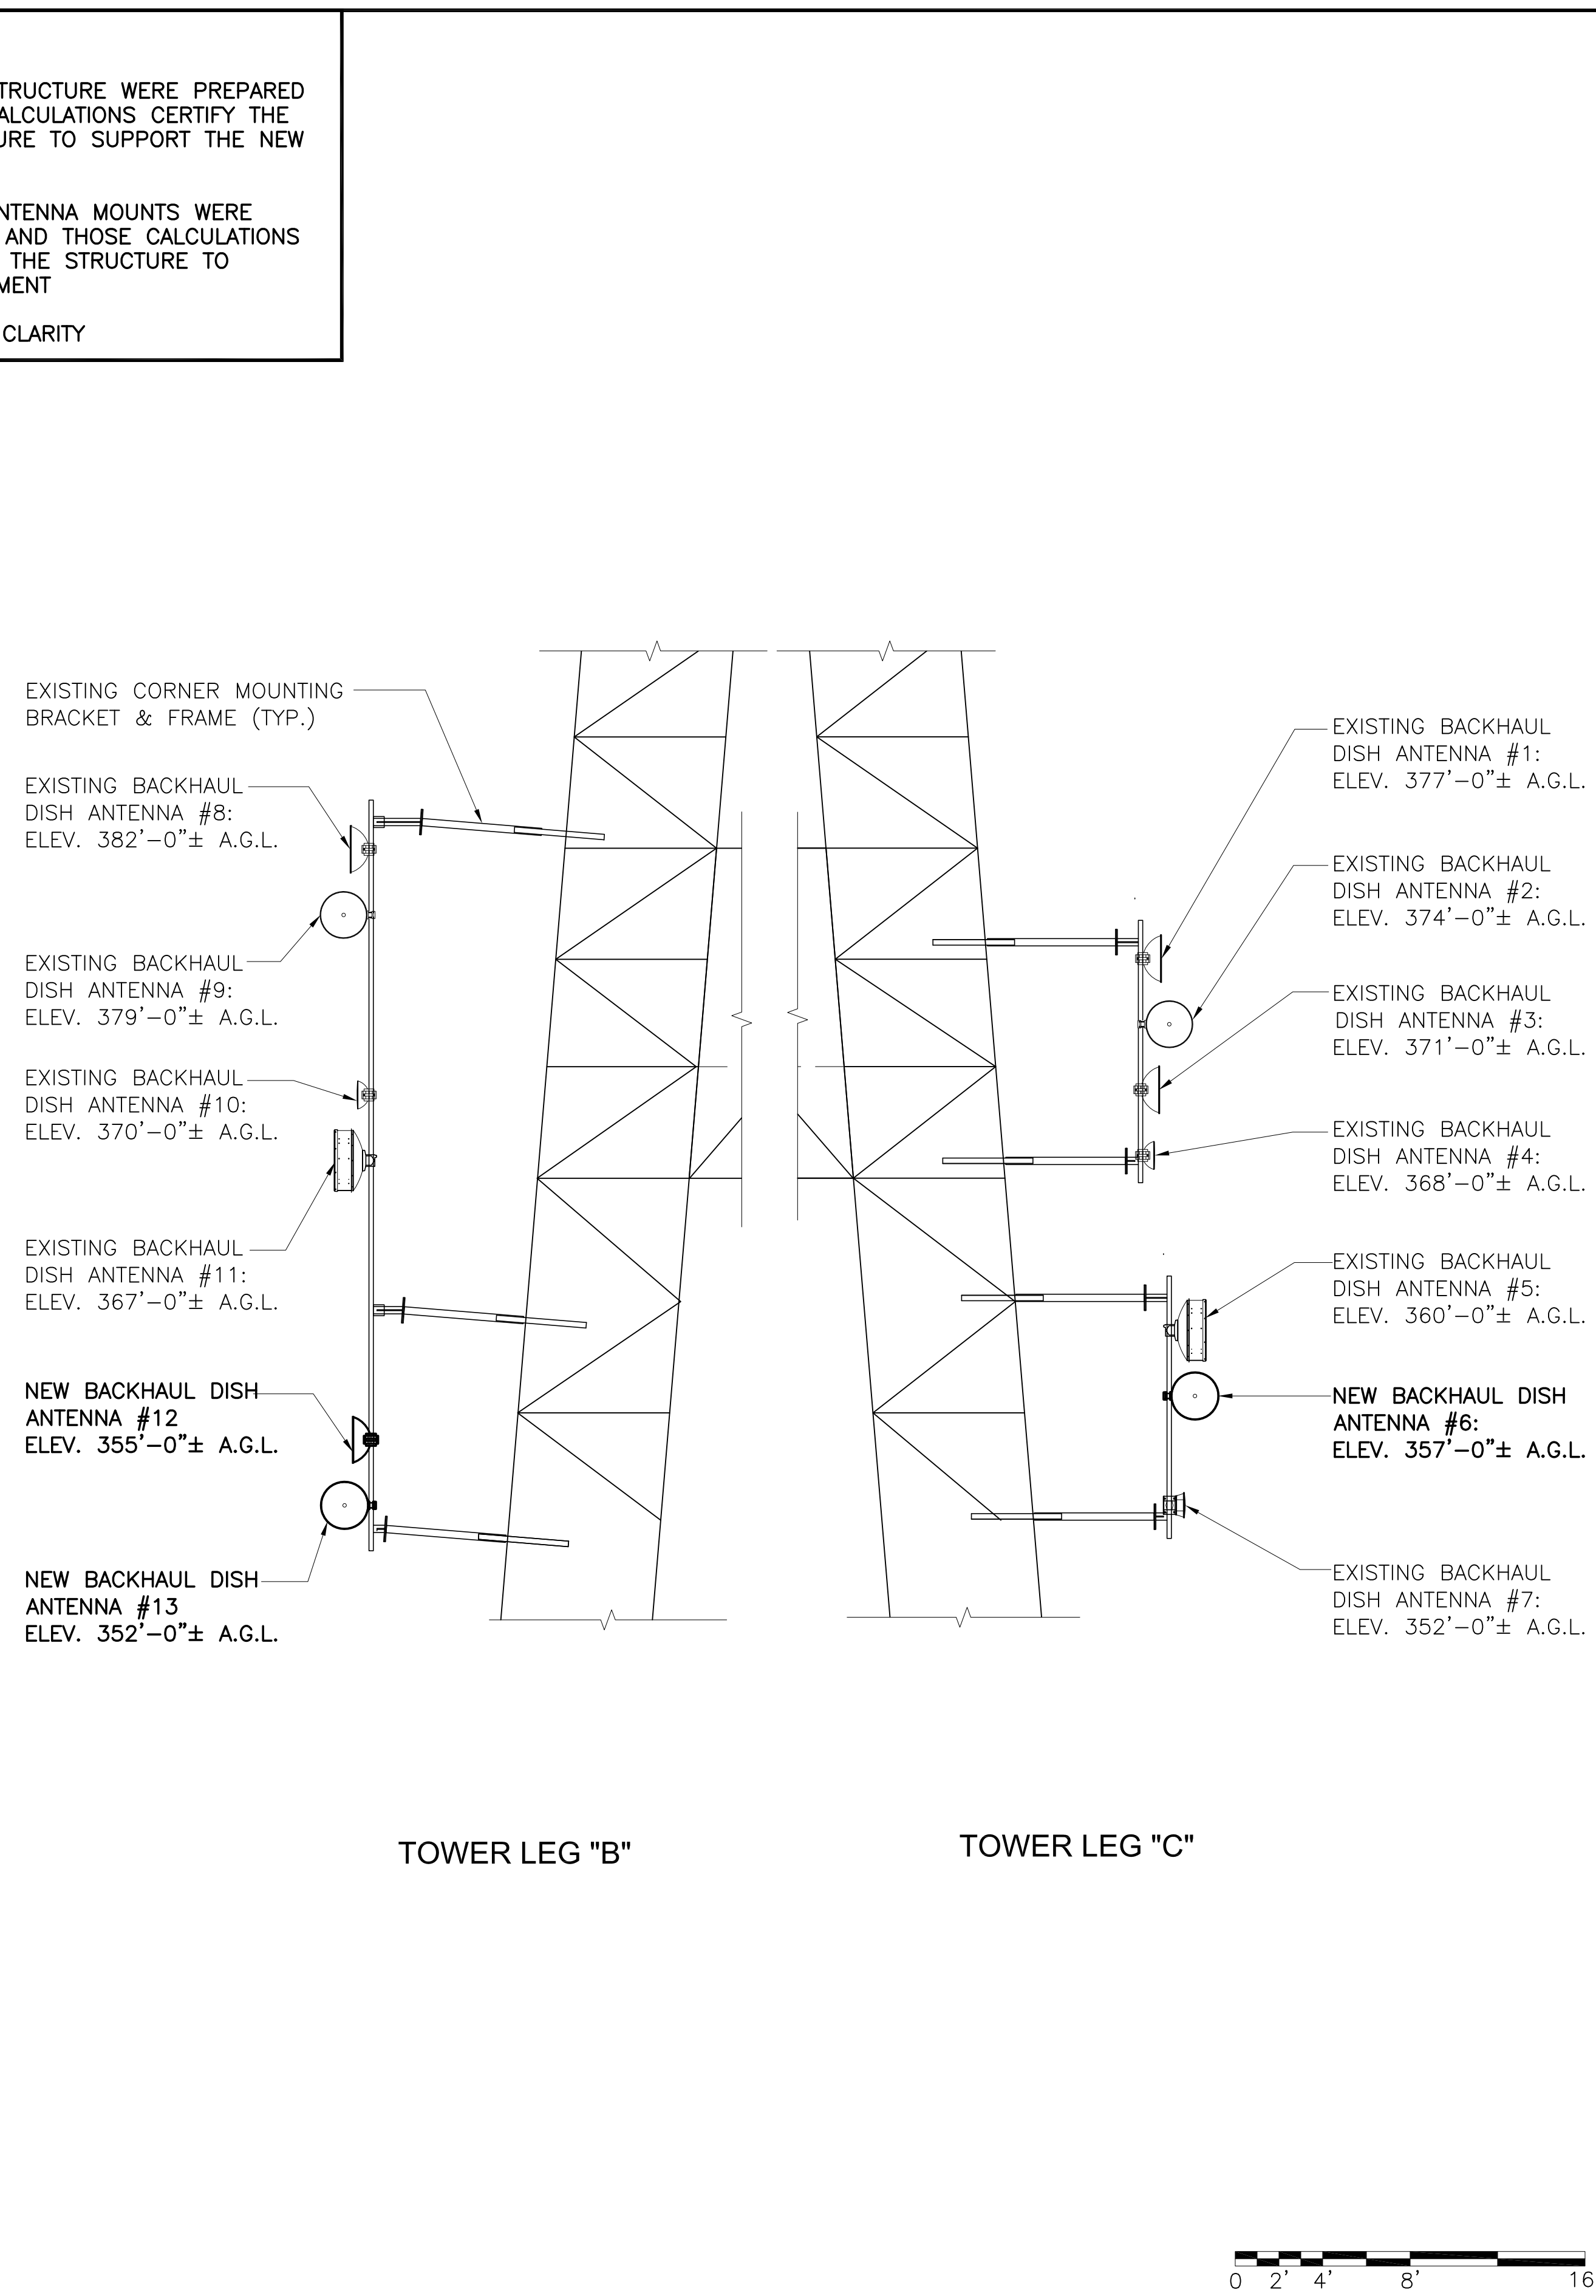 TRUCTURE WERE PREPARED
ALCULATIONS CERTIFY THE
URE TO SUPPORT THE NEW
NTENNA MOUNTS WERE
AND THOSE CALCULATIONS
THE STRUCTURE TO
MENT
CLARITY
EXISTING CORNER MOUNTING
BRACKET & FRAME (TYP.)
EXISTING BACKHAUL
DISH ANTENNA #8:
ELEV. 382'-0"± A.G.L.
EXISTING BACKHAUL
DISH ANTENNA #9:
ELEV. 379'-0"± A.G.L.
EXISTING BACKHAUL
DISH ANTENNA #10:
ELEV. 370'-0"± A.G.L.
EXISTING BACKHAUL
DISH ANTENNA #11:
ELEV. 367'-0"± A.G.L.
NEW BACKHAUL DISH
ANTENNA #12
ELEV. 355'-0"± A.G.L.
NEW BACKHAUL DISH
ANTENNA #13
ELEV. 352'-0"± A.G.L.
EXISTING BACKHAUL
DISH ANTENNA #1:
ELEV. 377'-0"± A.G.L.
EXISTING BACKHAUL
DISH ANTENNA #2:
ELEV. 374'-0"± A.G.L.
EXISTING BACKHAUL
DISH ANTENNA #3:
ELEV. 371'-0"± A.G.L.
EXISTING BACKHAUL
DISH ANTENNA #4:
ELEV. 368'-0"± A.G.L.
EXISTING BACKHAUL
DISH ANTENNA #5:
ELEV. 360'-0"± A.G.L.
NEW BACKHAUL DISH
ANTENNA #6:
ELEV. 357'-0"± A.G.L.
EXISTING BACKHAUL
DISH ANTENNA #7:
ELEV. 352'-0"± A.G.L.
TOWER LEG "B"
TOWER LEG "C"
0 2' 4' 8' 16